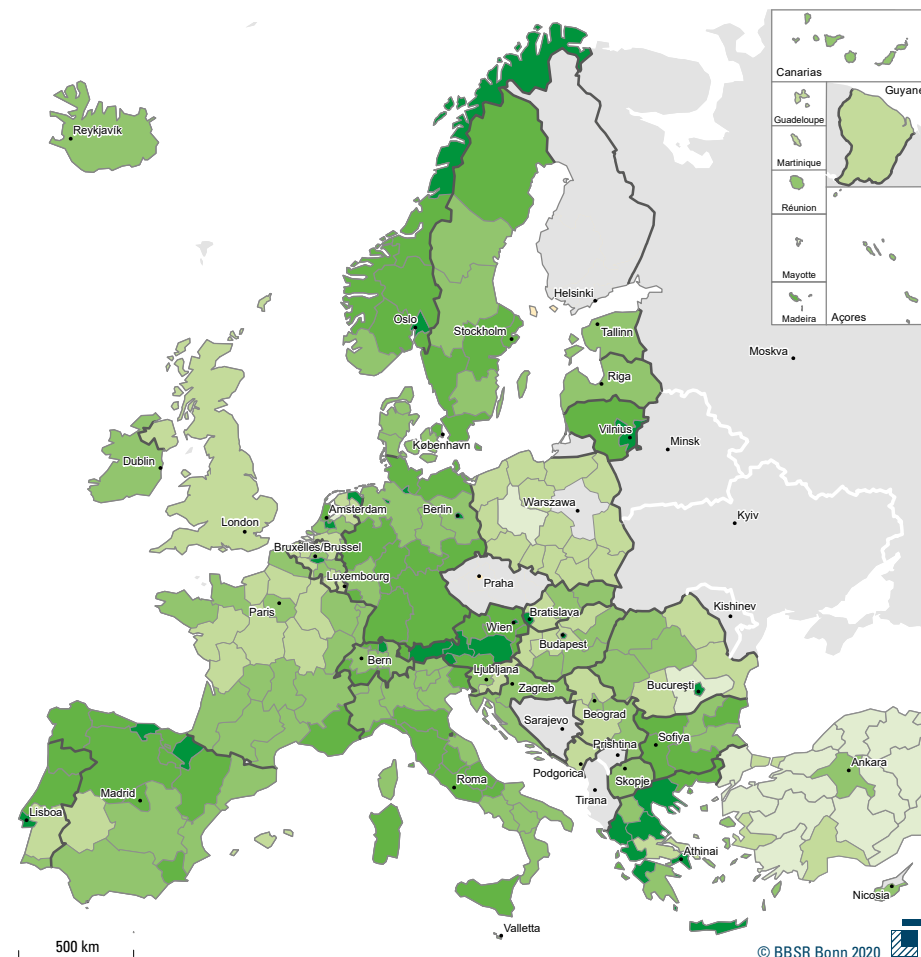 Canarias
Guyane
Guadeloupe
Martinique
Réunion
Mayotte
Madeira
Açores
Reykjavík
Helsinki
Oslo
Stockholm
Tallinn
Moskva
Riga
Vilnius
Minsk
København
Dublin
London
Amsterdam
Berlin
Warszawa
Kyiv
Bruxelles/Brussel
Luxembourg
Praha
Paris
Kishinev
Bratislava
Wien
Budapest
Bern
Ljubljana
Zagreb
Bucureşti
Beograd
Sarajevo
Prishtina
Sofiya
Podgorica
Skopje
Ankara
Roma
Tirana
Madrid
Lisboa
Athinai
Nicosia
Valletta
500 km
© BBSR Bonn 2020